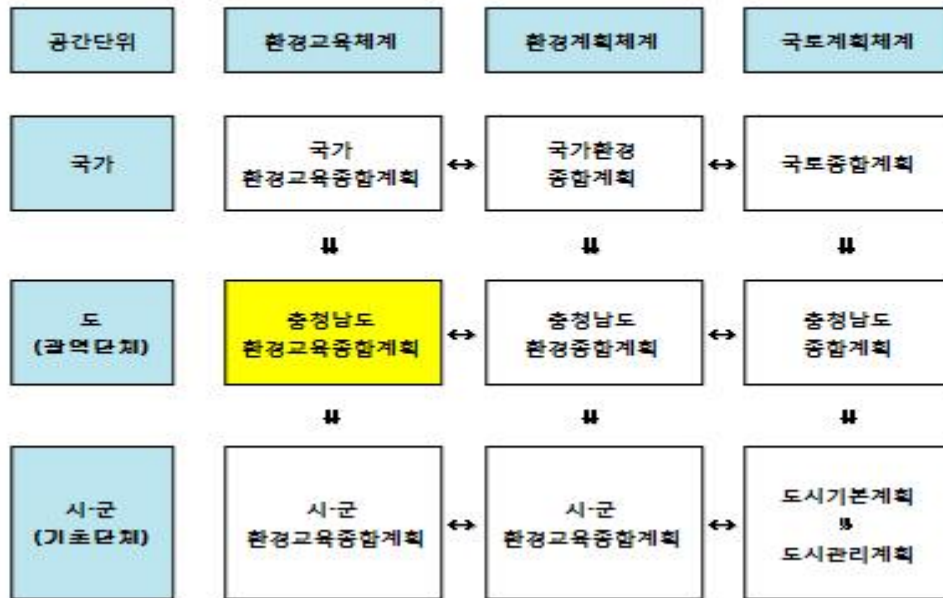 공간단위 환경교육체계 환경계획체계 국토계획체계
국가
국가
환경교육종합계획
↔
국가환경
종합계획
↔
국토종합계획
⇊ ⇊ ⇊
도
(광역단체)
충청남도
환경교육종합계획
↔
충청남도
환경종합계획
↔
충청남도
종합계획
⇊ ⇊ ⇊
시·군
(기초단체)
시·군
환경교육종합계획
↔
시·군
환경교육종합계획
↔
도시기본계획
⇊
도시관리계획